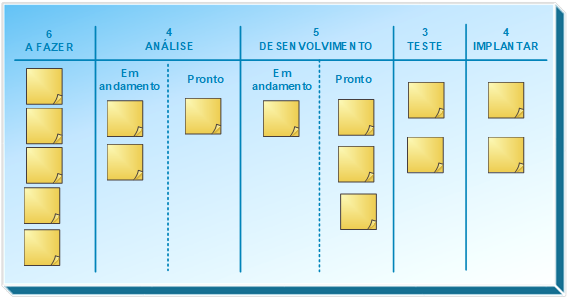 6
A FAZER
4
ANÁLISE
5
DESENVOLVIMENTO
3
TESTE
4
IMPLANTAR
Em
andamento
Pronto
Em
andamento
Pronto